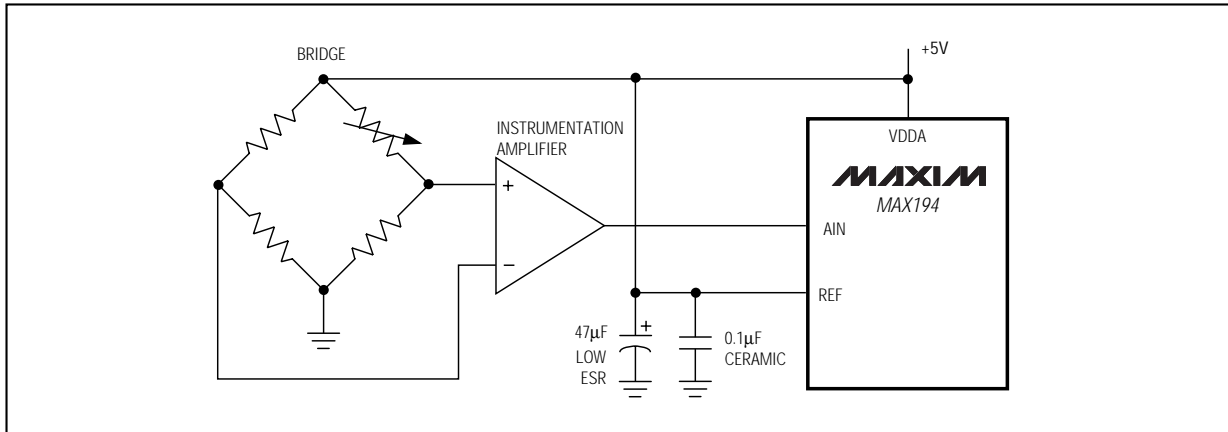 BRIDGE
+5V
INSTRUMENTATION
AMPLIFIER
+
−
VDDA
MAXIM
MAX194
AIN
REF
47μF
LOW
ESR
+
0.1μF
CERAMIC